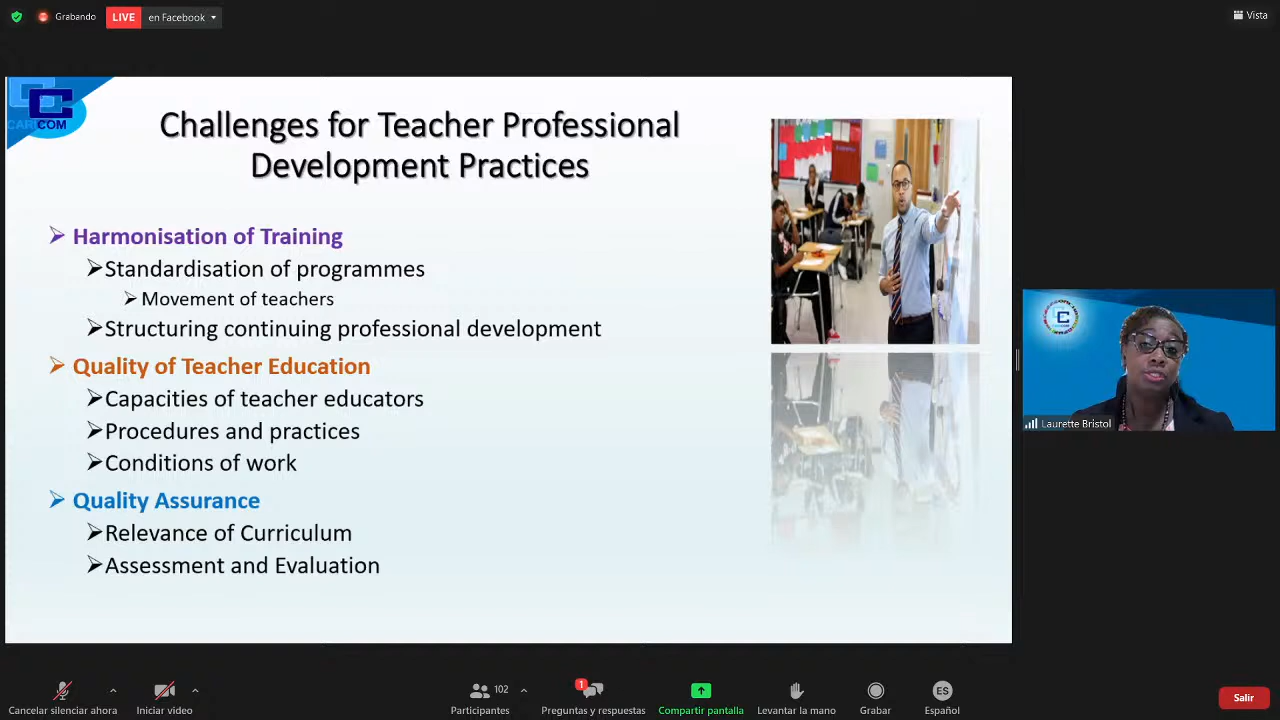 Grabando
LIVE en Facebook
Vista
CARICOM
Challenges for Teacher Professional
Development Practices
Harmonisation of Training
Standardisation of programmes
Movement of teachers
Structuring continuing professional development
Quality of Teacher Education
Capacities of teacher educators
Procedures and practices
Conditions of work
Quality Assurance
Relevance of Curriculum
Assessment and Evaluation
Laurette Bristol
Cancelar silenciar ahora
Iniciar video
102
Participantes
1
Preguntas y respuestas
Compartir pantalla
Levantar la mano
Grabar
ES
Español
Salir